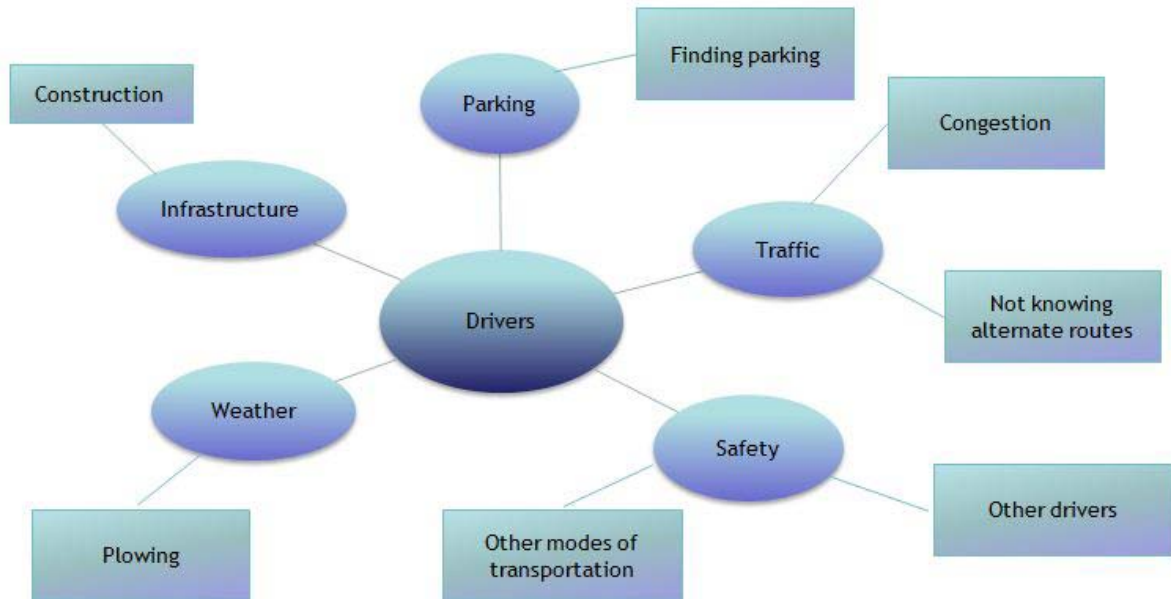 Finding parking
Parking
Construction
Congestion
Infrastructure
Traffic
Drivers
Not knowing
alternate routes
Weather
Safety
Other drivers
Plowing
Other modes of
transportation